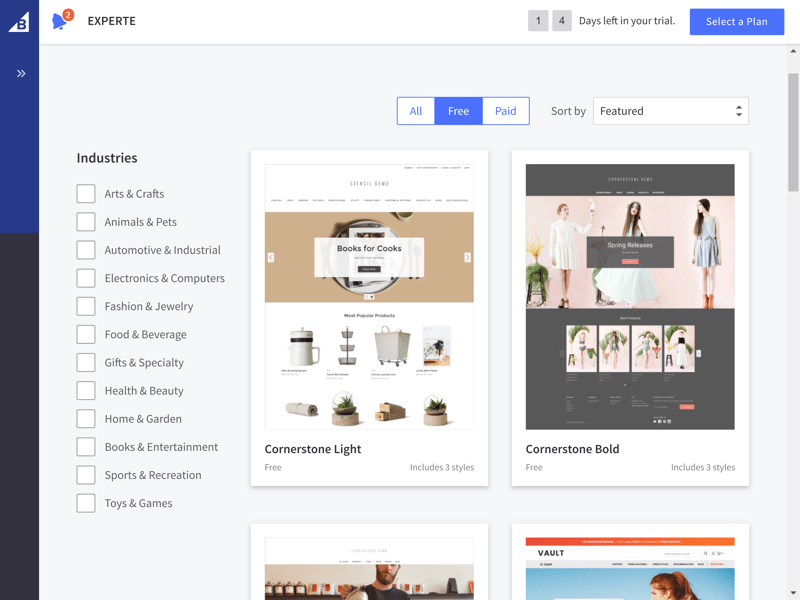 B
2
EXPERTE
1 4 Days left in your trial.
Select a Plan
All Free Paid
Sort by Featured
Industries
Arts & Crafts
Animals & Pets
Automotive & Industrial
Electronics & Computers
Fashion & Jewelry
Food & Beverage
Gifts & Specialty
Health & Beauty
Home & Garden
Books & Entertainment
Sports & Recreation
Toys & Games
STENCIL DEMO
Books for Cooks
Most Popular Products
Cornerstone Light
Free Includes 3 styles
CORNERSTONE DEMO
Spring Releases
New Products
Cornerstone Bold
Free Includes 3 styles
CORNERSTONE DEMO
VAULT